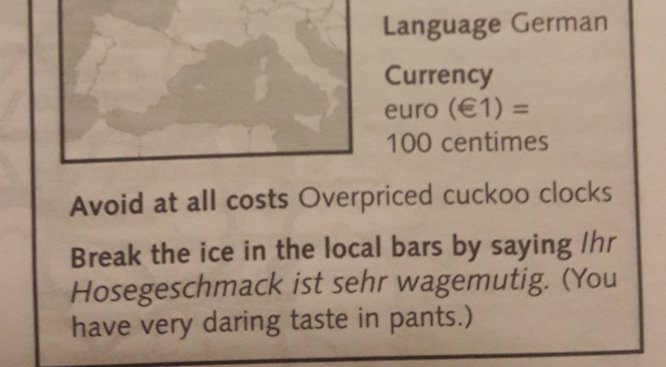 Language German
Currency
euro (€1) =
100 centimes
Avoid at all costs Overpriced cuckoo clocks
Break the ice in the local bars by saying Ihr
Hosegeschmack ist sehr wagemutig. (You
have very daring taste in pants.)